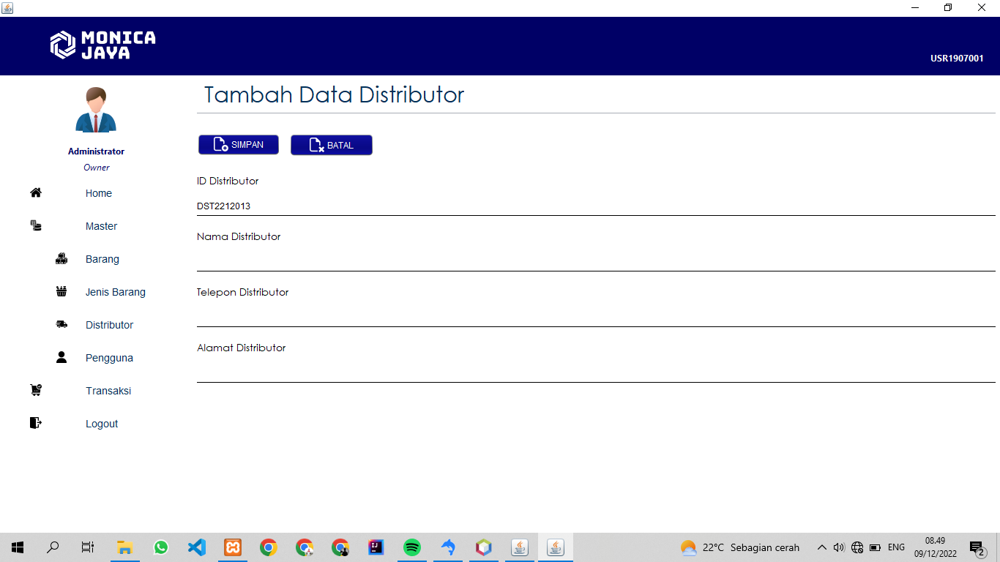 MONICA
JAYA
USR1907001
Administrator
Owner
Home
Master
Barang
Jenis Barang
Distributor
Pengguna
Transaksi
Logout
Tambah Data Distributor
SIMPAN
BATAL
ID Distributor
DST2212013
Nama Distributor
Telepon Distributor
Alamat Distributor
22°C Sebagian cerah
ENG
08.49
09/12/2022
2